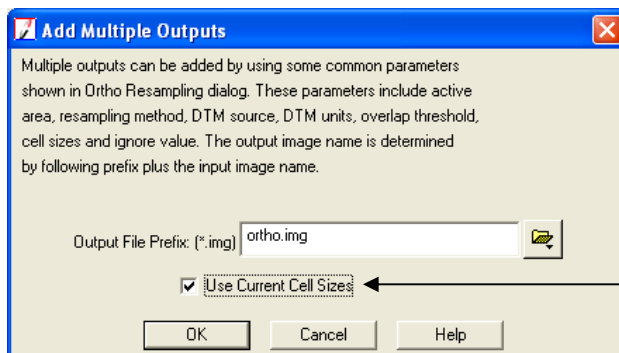 Add Multiple Outputs
Multiple outputs can be added by using some common parameters
shown in Ortho Resampling dialog. These parameters include active
area, resampling method, DTM source, DTM units, overlap threshold,
cell sizes and ignore value. The output image name is determined
by following prefix plus the input image name.
Output File Prefix: (*.img) ortho.img
Use Current Cell Sizes
OK Cancel Help